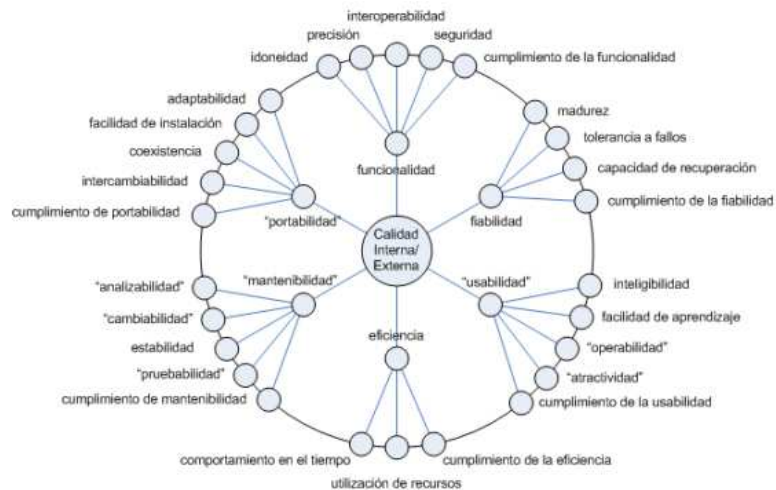 interoperabilidad
precisión
seguridad
idoneidad
cumplimiento de la funcionalidad
adaptabilidad
madurez
facilidad de instalación
tolerancia a fallos
coexistencia
capacidad de recuperación
funcionalidad
intercambiabilidad
cumplimiento de la fiabilidad
cumplimiento de portabilidad
"portabilidad"
fiabilidad
Calidad
Interna/
Externa
"mantenibilidad"
"usabilidad"
"analizabilidad"
inteligibilidad
"cambiabilidad"
facilidad de aprendizaje
eficiencia
estabilidad
"operabilidad"
"pruebabilidad"
"atractividad"
cumplimiento de mantenibilidad
cumplimiento de la usabilidad
comportamiento en el tiempo
cumplimiento de la eficiencia
utilización de recursos